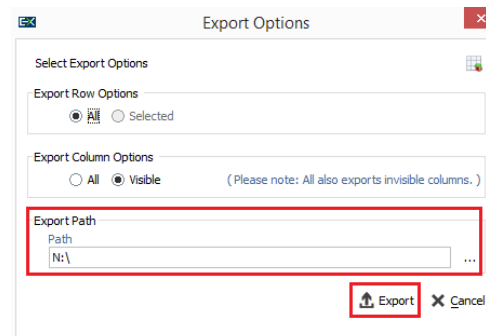 EX
Export Options
Select Export Options
Export Row Options
All Selected
Export Column Options
All Visible (Please note: All also exports invisible columns. )
Export Path
Path
N:\
...
Export Cancel